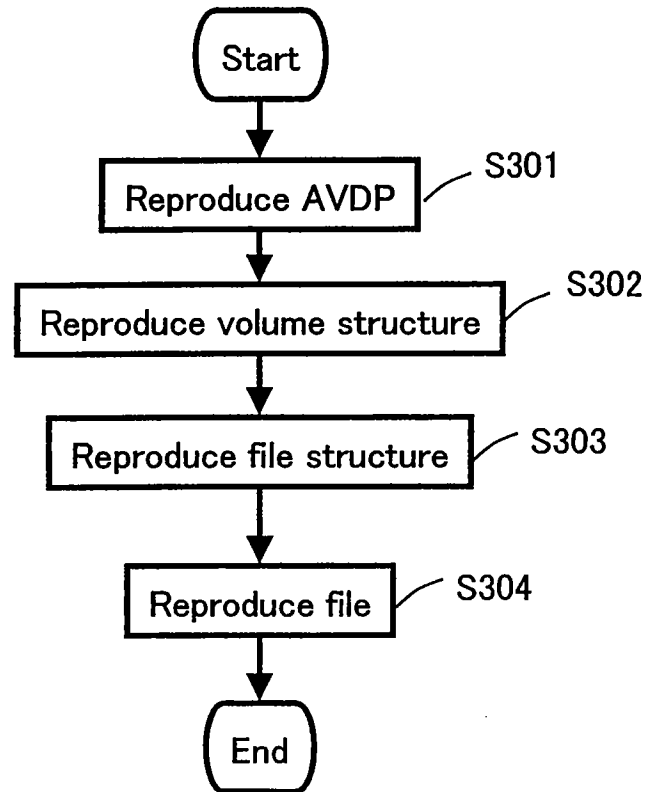 Start
Reproduce AVDP
S301
Reproduce volume structure
S302
Reproduce file structure
S303
Reproduce file
S304
End